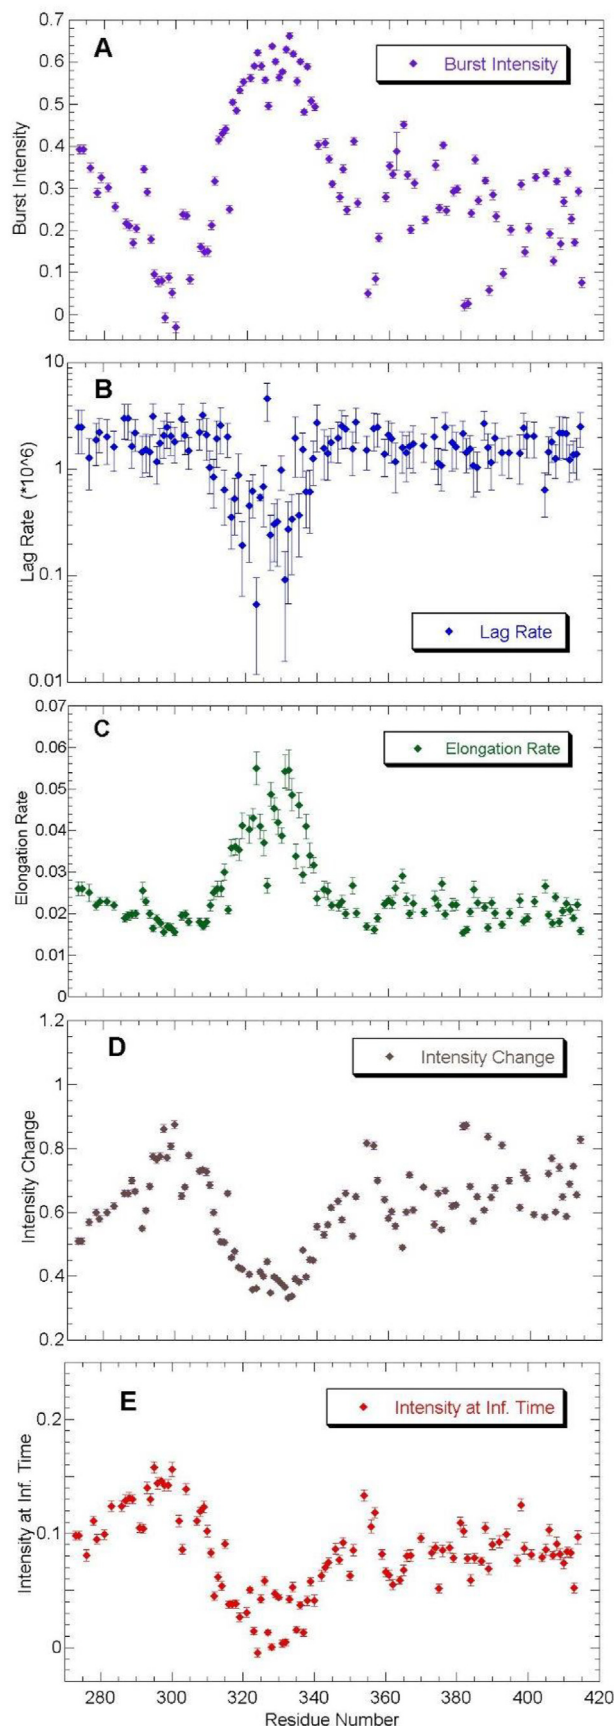 A
Burst Intensity
Burst Intensity
0.7
0.6
0.5
0.4
0.3
0.2
0.1
0
B
Lag Rate (*10^6)
10
1
0.1
0.01
Lag Rate
C
Elongation Rate
Elongation Rate
0.07
0.06
0.05
0.04
0.03
0.02
0.01
0
D
Intensity Change
Intensity Change
1.2
1
0.8
0.6
0.4
0.2
E
Intensity at Inf. Time
Intensity at Inf. Time
0.2
0.1
0
280 300 320 340 360 380 400 420
Residue Number